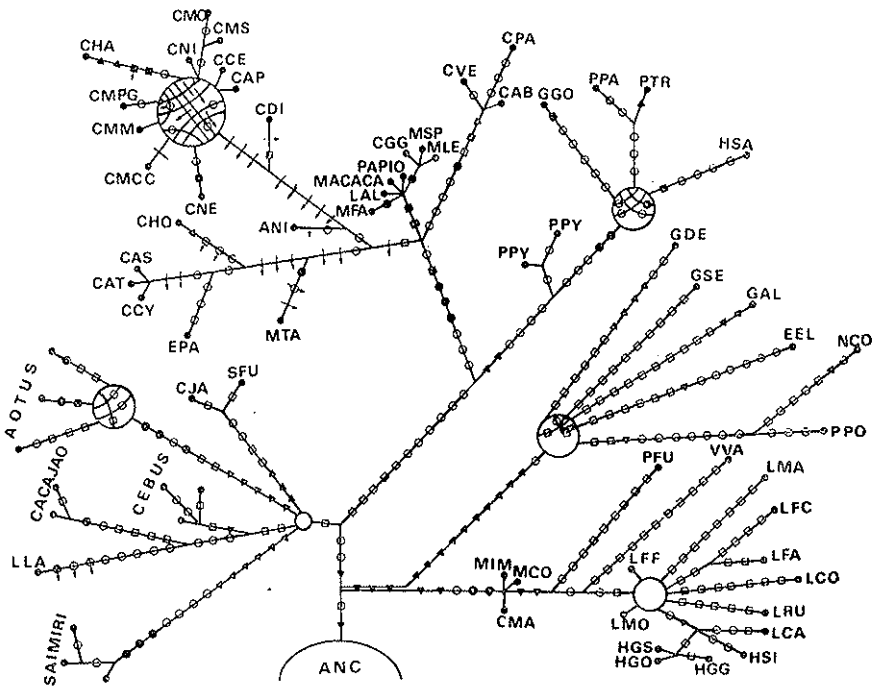 CMO
CMS
CHA
CNI
CCE
CAP
CMPG
CMM
CDI
CMCC
CNE
CPA
CVE
CAB
GGO
PPA
PTR
HSA
MSP
CGG
MLE
PAPIO
MACACA
LAL
MFA
CHO
ANI
CAS
CAT
CCY
EPA
MTA
PPY
PPY
GDE
GSE
GAL
EEL
NCO
PPO
AOTUS
CJA
SFU
CACAJAO
CEBUS
LLA
SAIMIRI
PFU
VVA
LMA
LFC
LFF
LFA
LCO
LRU
LCA
HSI
LMO
HGS
HGO
HGG
MIM
MCO
CMA
ANC